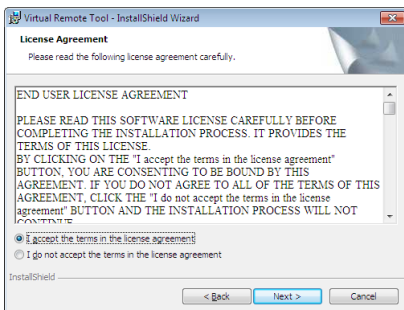 Virtual Remote Tool - InstallShield Wizard
License Agreement
Please read the following license agreement carefully.
END USER LICENSE AGREEMENT
PLEASE READ THIS SOFTWARE LICENSE CAREFULLY BEFORE
COMPLETING THE INSTALLATION PROCESS. IT PROVIDES THE
TERMS OF THIS LICENSE.
BY CLICKING ON THE "I accept the terms in the license agreement"
BUTTON, YOU ARE CONSENTING TO BE BOUND BY THIS
AGREEMENT. IF YOU DO NOT AGREE TO ALL OF THE TERMS OF THIS
AGREEMENT, CLICK THE "I do not accept the terms in the license
agreement" BUTTON AND THE INSTALLATION PROCESS WILL NOT
CONTINUE.
I accept the terms in the license agreement
I do not accept the terms in the license agreement
InstallShield
< Back
Next >
Cancel